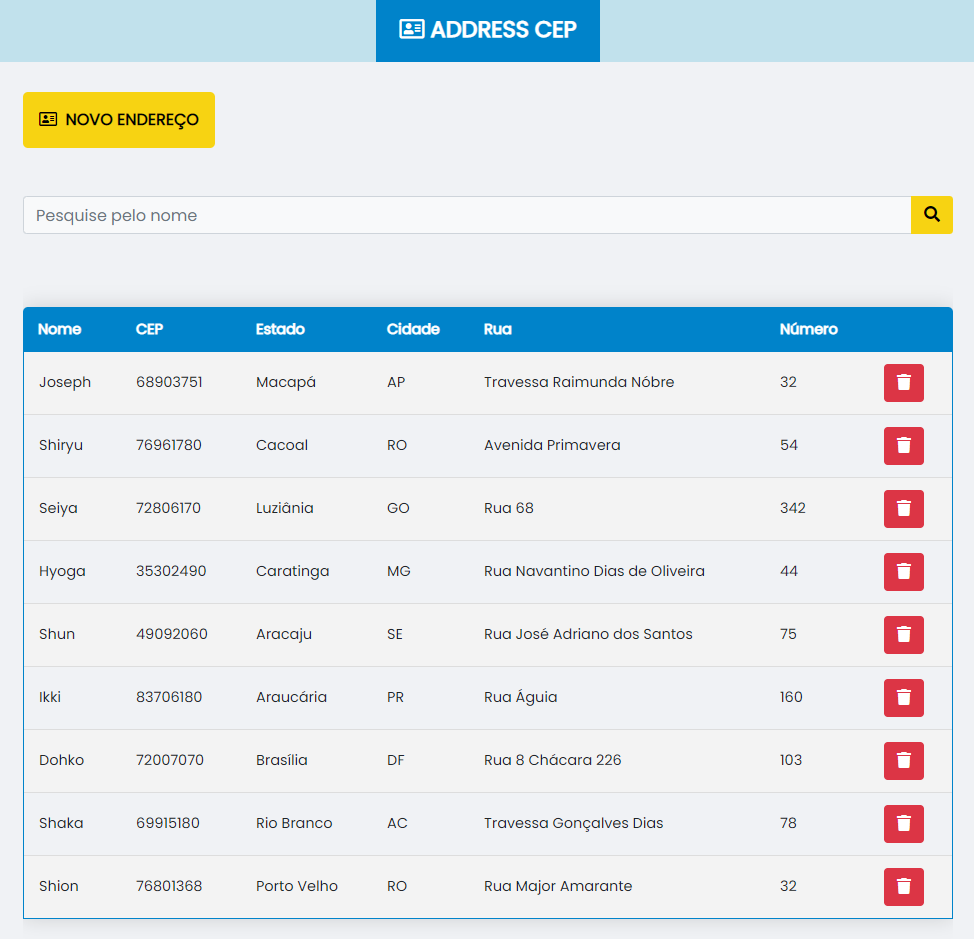 ADDRESS CEP
NOVO ENDEREÇO
Pesquise pelo nome
Nome CEP Estado Cidade Rua Número
Joseph 68903751 Macapá AP Travessa Raimunda Nóbre 32
Shiryu 76961780 Cacoal RO Avenida Primavera 54
Seiya 72806170 Luziânia GO Rua 68 342
Hyoga 35302490 Caratinga MG Rua Navantino Dias de Oliveira 44
Shun 49092060 Aracaju SE Rua José Adriano dos Santos 75
Ikki 83706180 Araucária PR Rua Águia 160
Dohko 72007070 Brasília DF Rua 8 Chácara 226 103
Shaka 69915180 Rio Branco AC Travessa Gonçalves Dias 78
Shion 76801368 Porto Velho RO Rua Major Amarante 32